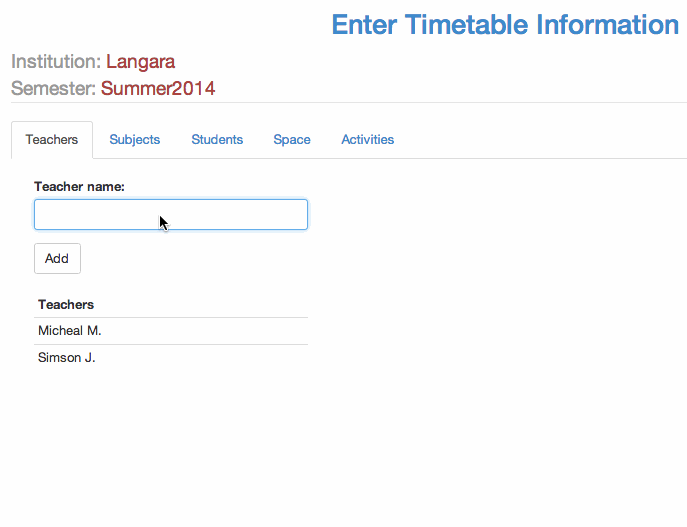 Enter Timetable Information
Institution: Langara
Semester: Summer2014
Teachers Subjects Students Space Activities
Teacher name:
Add
Teachers
Micheal M.
Simson J.